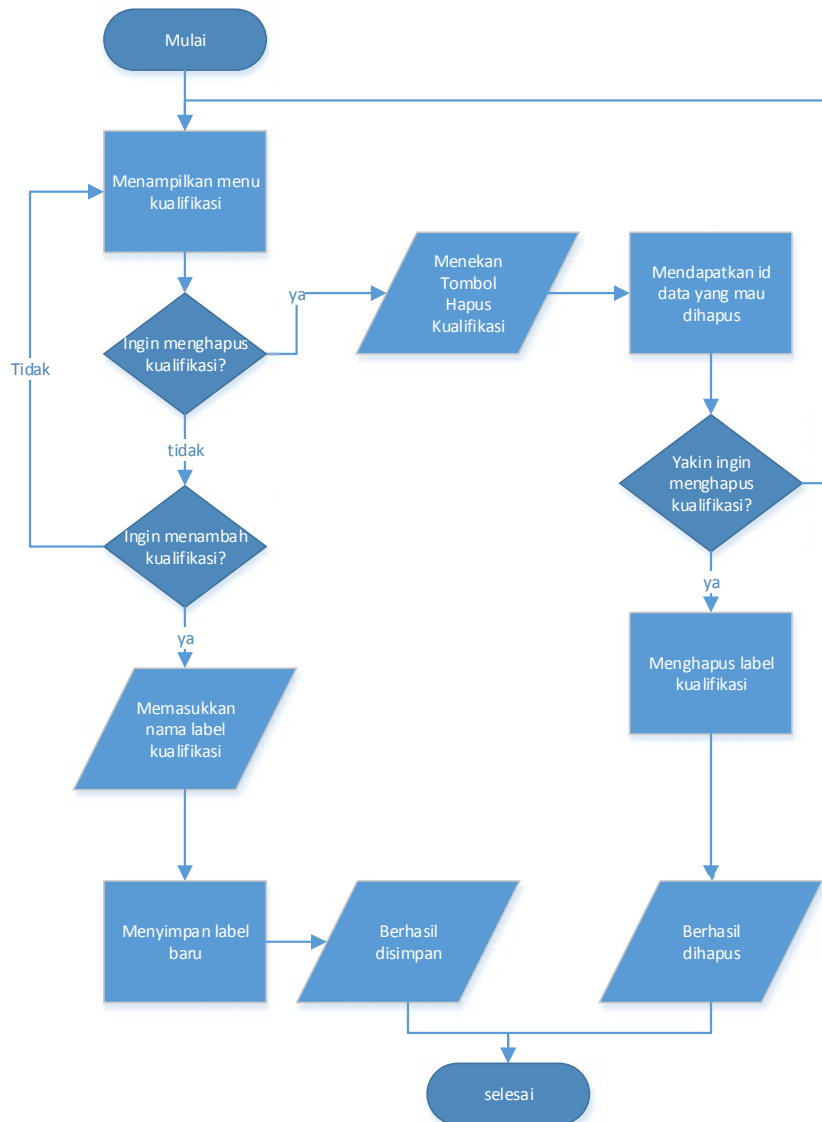 Mulai
Menampilkan menu
kualifikasi
ya
Menekan
Tombol
Hapus
Kualifikasi
Mendapatkan id
data yang mau
dihapus
Ingin menghapus
kualifikasi?
Tidak
tidak
Yakin ingin
menghapus
kualifikasi?
Ingin menambah
kualifikasi?
ya
ya
Menghapus label
kualifikasi
Memasukkan
nama label
kualifikasi
Menyimpan label
baru
Berhasil
disimpan
Berhasil
dihapus
selesai